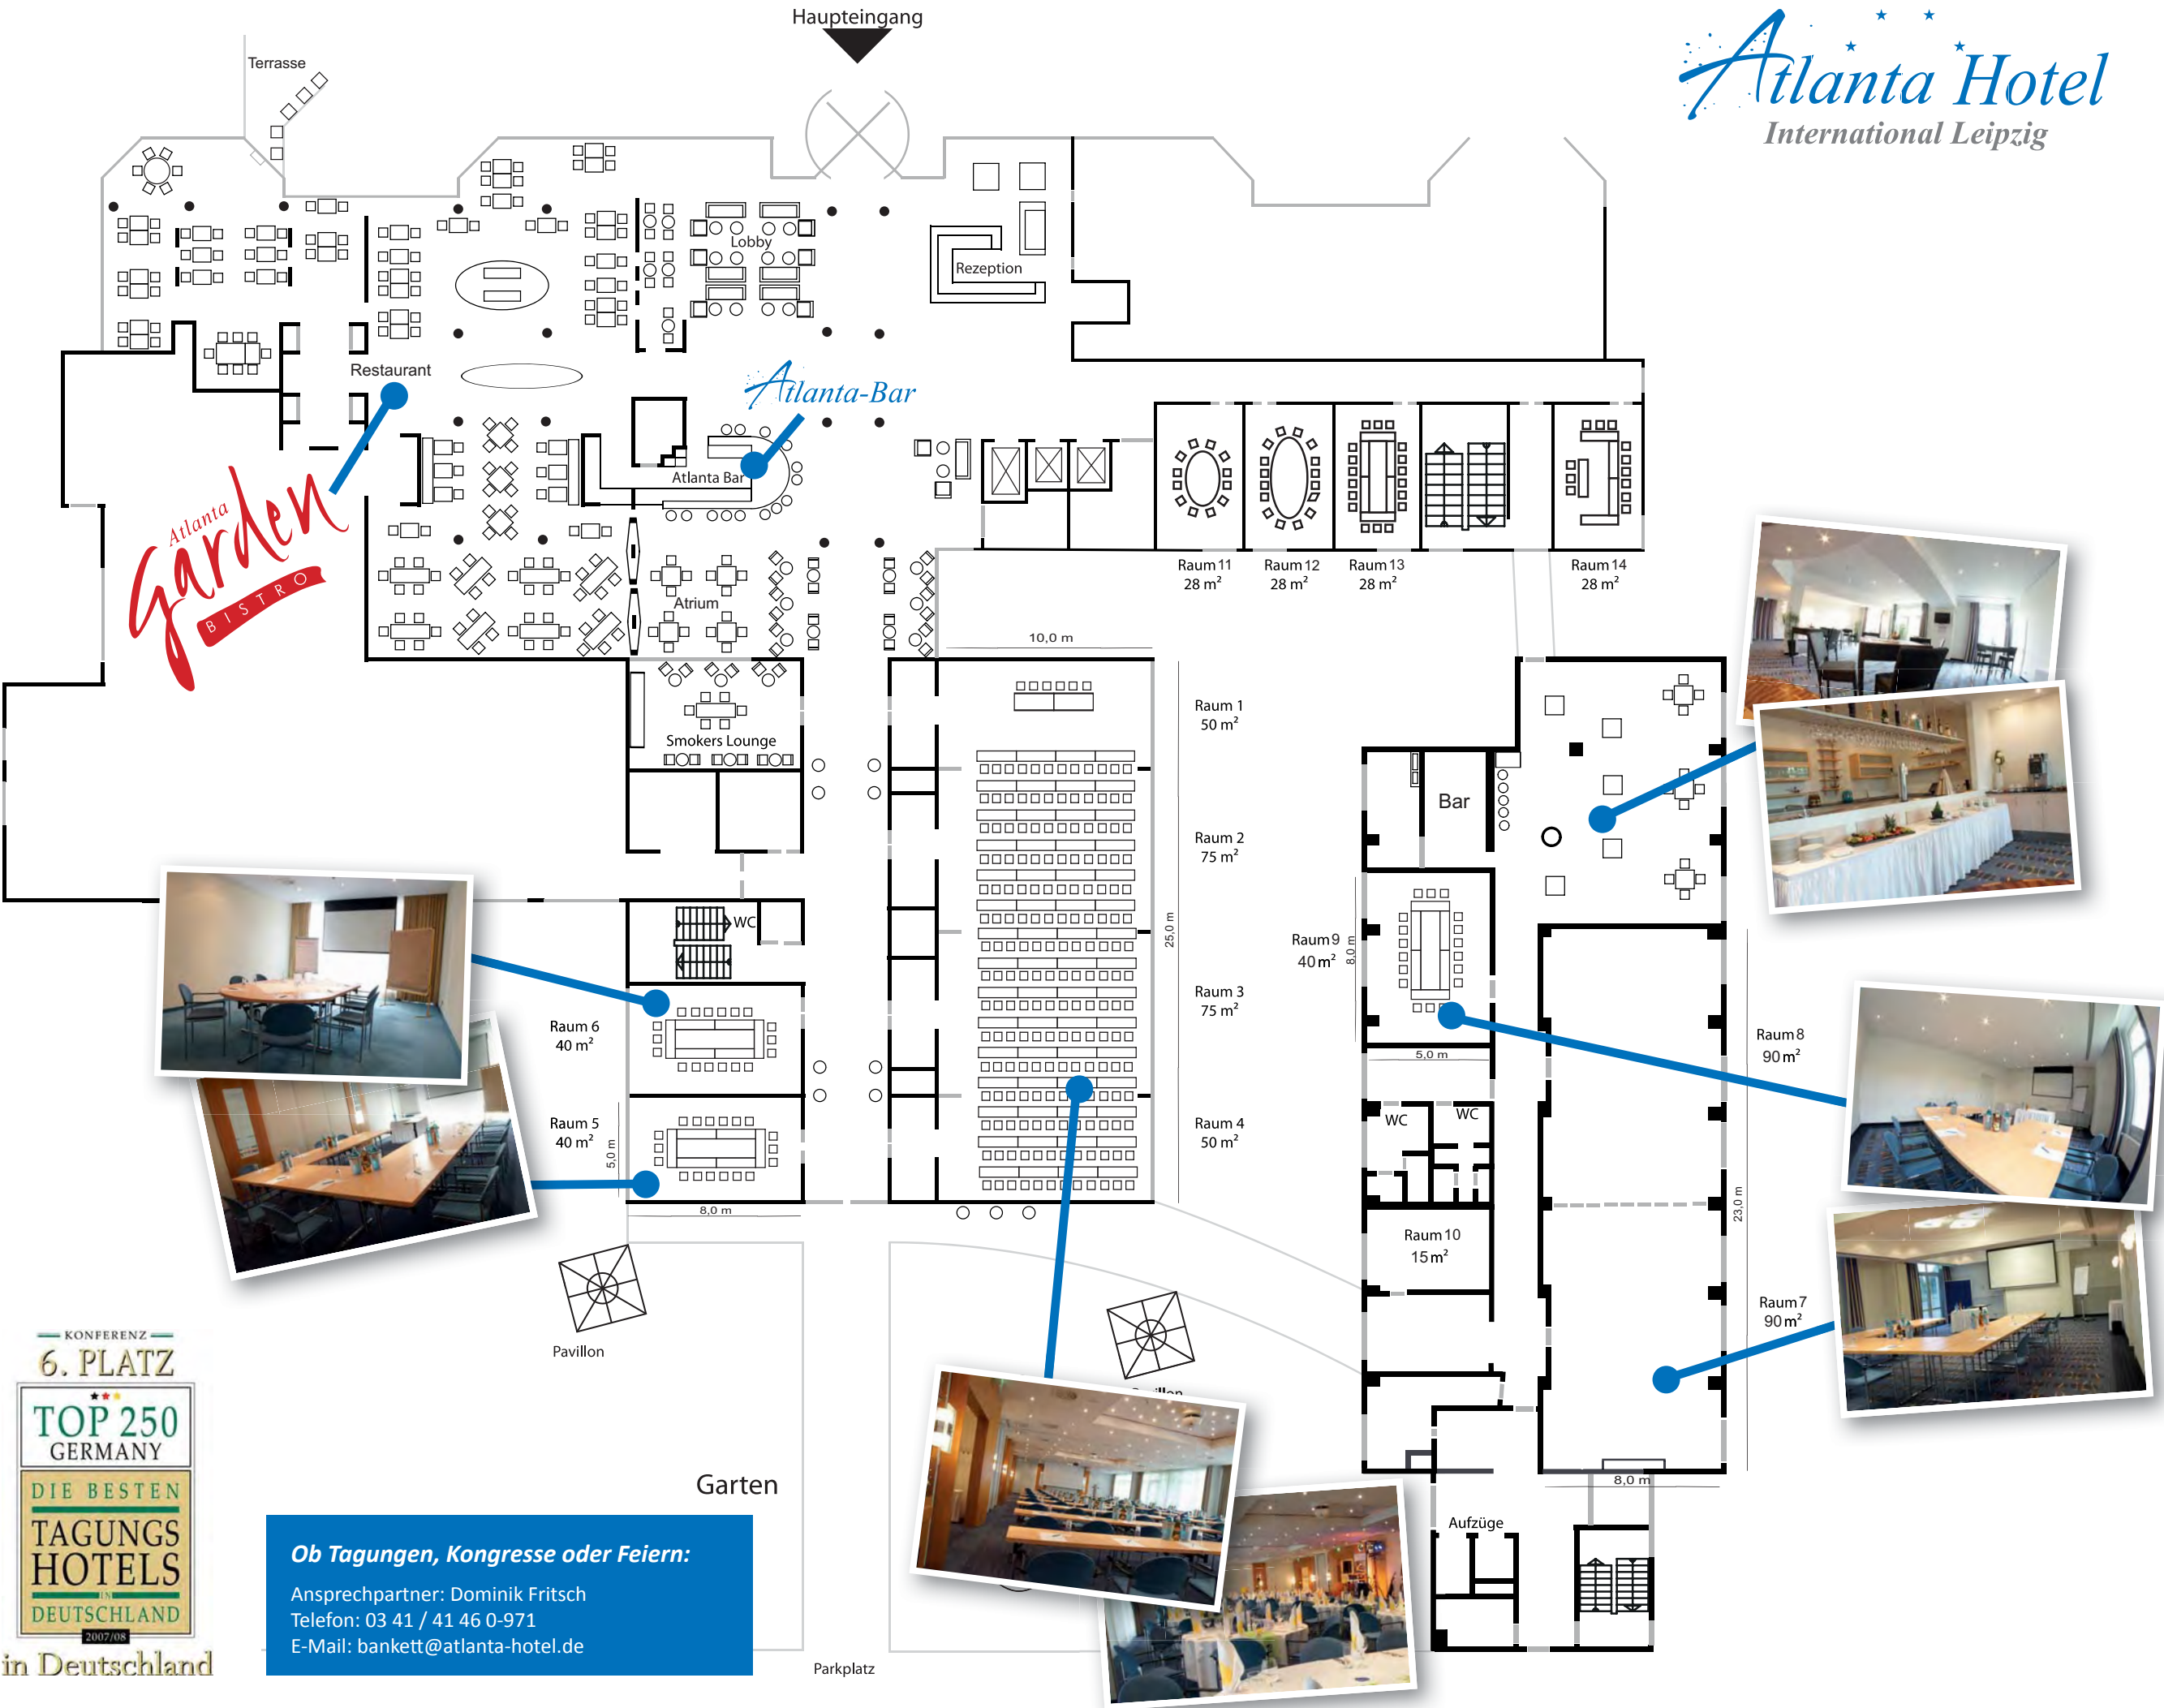 Haupteingang
Atlanta Hotel
International Leipzig
Terrasse
Lobby
Rezeption
Restaurant
Atlanta-Bar
Atlanta Bar
Atlanta
Garden
BISTRO
Atrium
Raum 11
28 m²
Raum 12
28 m²
Raum 13
28 m²
Raum 14
28 m²
10,0 m
Smokers Lounge
Raum 1
50 m²
Bar
Raum 2
75 m²
25,0 m
WC
Raum 9
40 m²
8,0 m
Raum 3
75 m²
Raum 6
40 m²
Raum 8
90 m²
5,0 m
Raum 5
40 m²
5,0 m
8,0 m
Raum 4
50 m²
WC
WC
23,0 m
Raum 10
15 m²
Raum 7
90 m²
Pavillon
KONFERENZ
6. PLATZ
TOP 250
GERMANY
DIE BESTEN
TAGUNGS
HOTELS
IN
DEUTSCHLAND
2007/08
in Deutschland
Garten
8,0 m
Aufzüge
Ob Tagungen, Kongresse oder Feiern:
Ansprechpartner: Dominik Fritsch
Telefon: 03 41 / 41 46 0-971
E-Mail: bankett@atlanta-hotel.de
Parkplatz